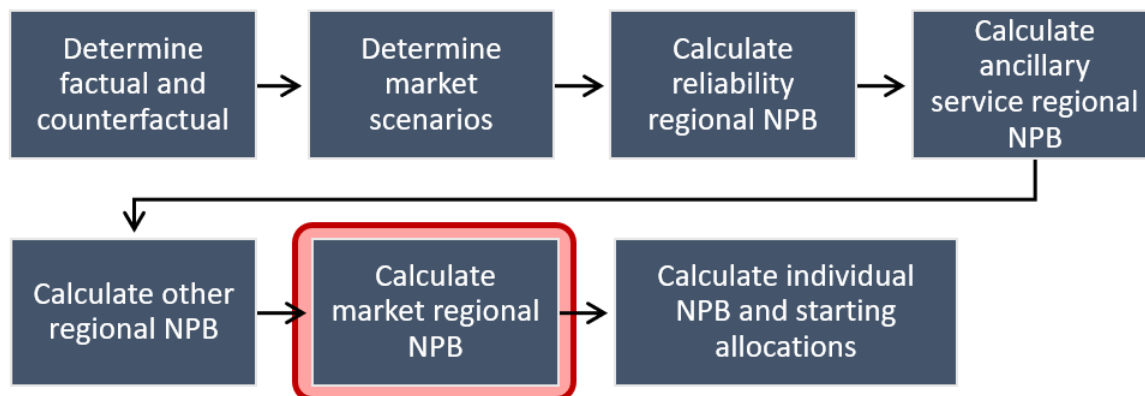 Determine
factual and
counterfactual
Determine
market
scenarios
Calculate
reliability
regional NPB
Calculate
ancillary
service regional
NPB
Calculate other
regional NPB
Calculate
market regional
NPB
Calculate individual
NPB and starting
allocations